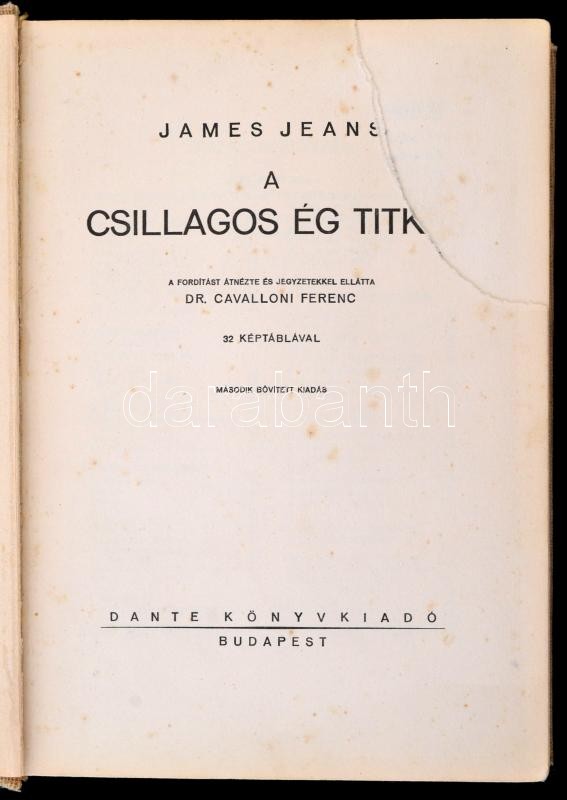 JAMES JEANS
A
CSILLAGOS ÉG TITK
A FORDÍTÁST ÁTNÉZTE ÉS JEGYZETEKKEL ELLÁTTA
DR. CAVALLONI FERENC
32 KÉPTÁBLÁVAL
MÁSODIK BŐVÍTETT KIADÁS
darabanth
DANTE KÖNYVKIADÓ
BUDAPEST